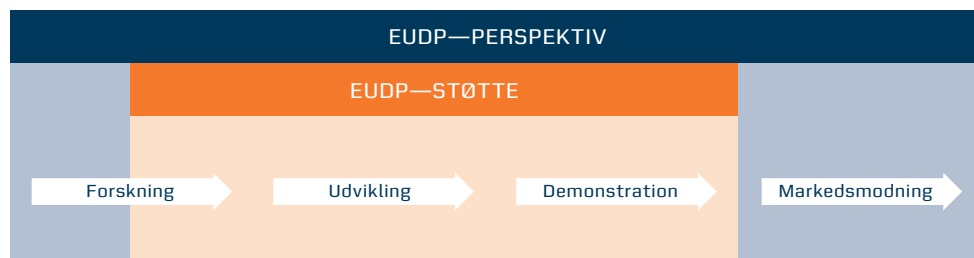 EUDP—PERSPEKTIV
EUDP—STØTTE
Forskning
Udvikling
Demonstration
Markedsmodning